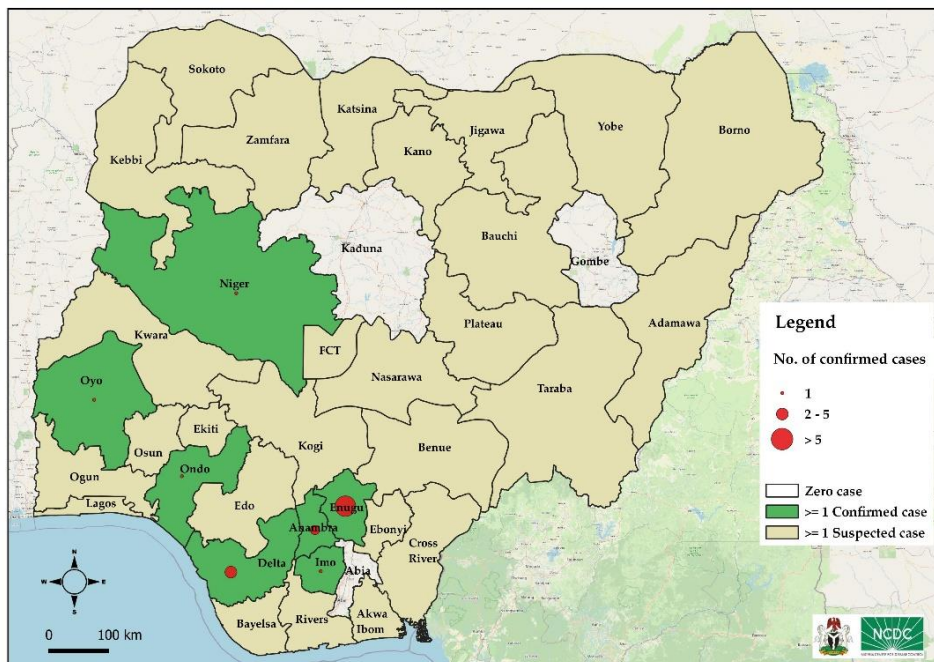 Sokoto
Katsina
Zamfara
Jigawa
Yobe
Borno
Kebbi
Kano
Kaduna
Bauchi
Gombe
Niger
Plateau
Adamawa
Kwara
FCT
Nasarawa
Taraba
Oyo
Ekiti
Kogi
Benue
Osun
Ondo
Ogun
Lagos
Edo
Enugu
Anambra
Ebonyi
Cross
River
Delta
Imo
Abia
Bayelsa
Rivers
Akwa
Ibom
Legend
No. of confirmed cases
1
2 - 5
> 5
Zero case
>= 1 Confirmed case
>= 1 Suspected case
N
W E
S
0 100 km
NCDC